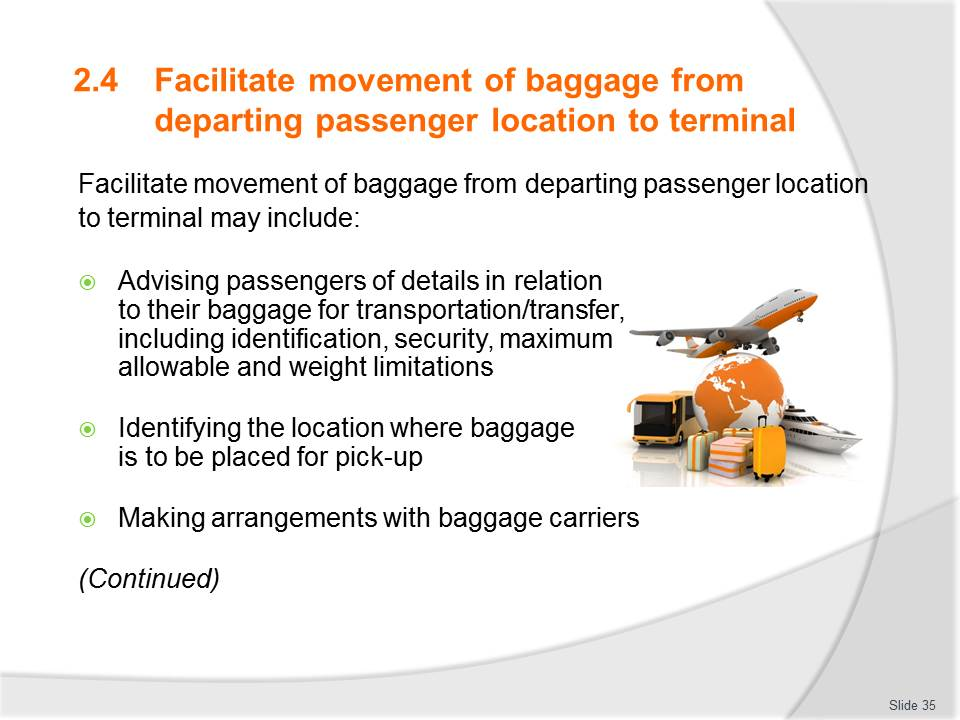 2.4 Facilitate movement of baggage from
departing passenger location to terminal
Facilitate movement of baggage from departing passenger location
to terminal may include:
Advising passengers of details in relation
to their baggage for transportation/transfer,
including identification, security, maximum
allowable and weight limitations
Identifying the location where baggage
is to be placed for pick-up
Making arrangements with baggage carriers
(Continued)
Slide 35